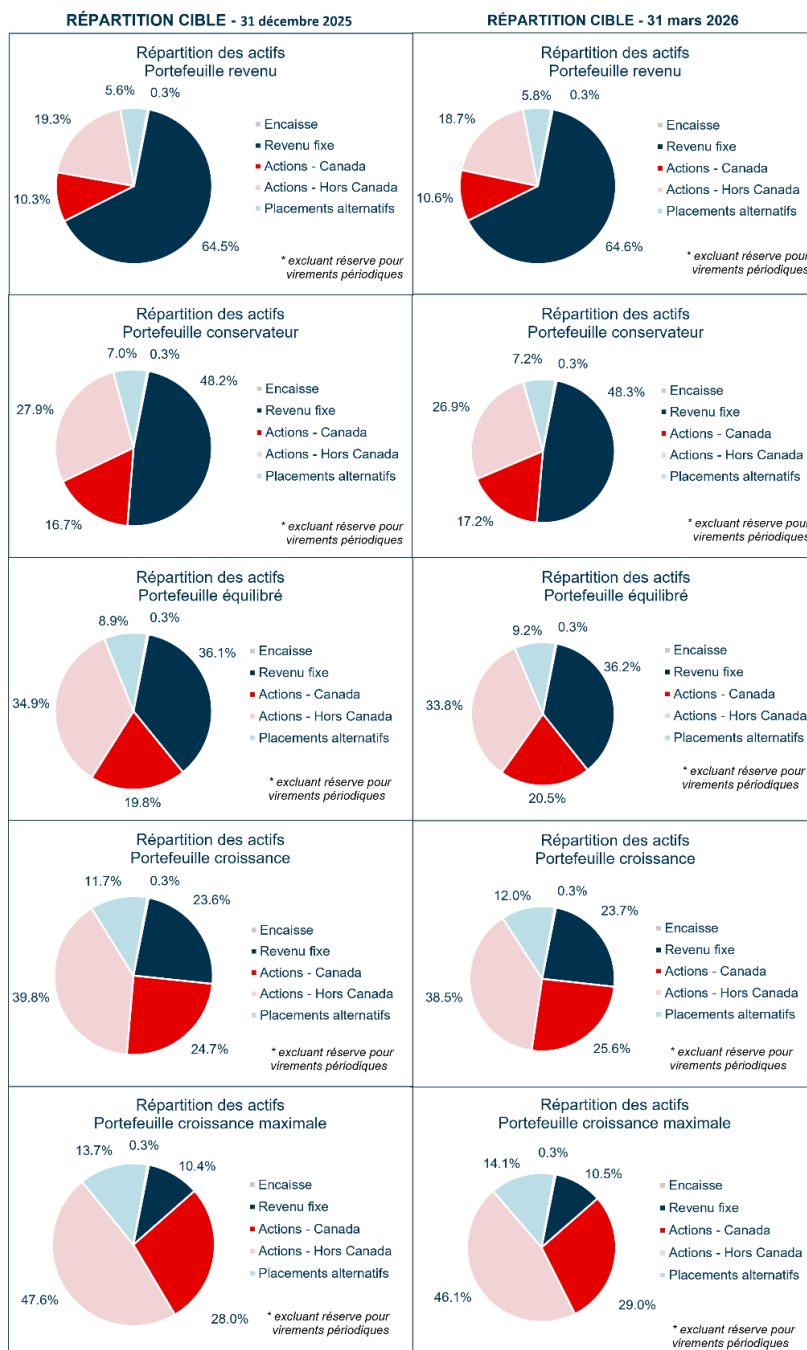 RÉPARTITION CIBLE - 31 décembre 2025
RÉPARTITION CIBLE - 31 mars 2026
Répartition des actifs
Portefeuille revenu
5.6%
0.3%
19.3%
10.3%
64.5%
Encaisse
Revenu fixe
Actions - Canada
Actions - Hors Canada
Placements alternatifs
* excluant réserve pour
virements périodiques
Répartition des actifs
Portefeuille revenu
5.8%
0.3%
18.7%
10.6%
64.6%
Encaisse
Revenu fixe
Actions - Canada
Actions - Hors Canada
Placements alternatifs
* excluant réserve pour
virements périodiques
Répartition des actifs
Portefeuille conservateur
7.0%
0.3%
48.2%
27.9%
16.7%
Encaisse
Revenu fixe
Actions - Canada
Actions - Hors Canada
Placements alternatifs
* excluant réserve pour
virements périodiques
Répartition des actifs
Portefeuille conservateur
7.2%
0.3%
48.3%
26.9%
17.2%
Encaisse
Revenu fixe
Actions - Canada
Actions - Hors Canada
Placements alternatifs
* excluant réserve pour
virements périodiques
Répartition des actifs
Portefeuille équilibré
8.9%
0.3%
36.1%
34.9%
19.8%
Encaisse
Revenu fixe
Actions - Canada
Actions - Hors Canada
Placements alternatifs
* excluant réserve pour
virements périodiques
Répartition des actifs
Portefeuille équilibré
9.2%
0.3%
36.2%
33.8%
20.5%
Encaisse
Revenu fixe
Actions - Canada
Actions - Hors Canada
Placements alternatifs
* excluant réserve pour
virements périodiques
Répartition des actifs
Portefeuille croissance
11.7%
0.3%
23.6%
39.8%
24.7%
Encaisse
Revenu fixe
Actions - Canada
Actions - Hors Canada
Placements alternatifs
* excluant réserve pour
virements périodiques
Répartition des actifs
Portefeuille croissance
12.0%
0.3%
23.7%
38.5%
25.6%
Encaisse
Revenu fixe
Actions - Canada
Actions - Hors Canada
Placements alternatifs
* excluant réserve pour
virements périodiques
Répartition des actifs
Portefeuille croissance maximale
13.7%
0.3%
10.4%
47.6%
28.0%
Encaisse
Revenu fixe
Actions - Canada
Actions - Hors Canada
Placements alternatifs
* excluant réserve pour
virements périodiques
Répartition des actifs
Portefeuille croissance maximale
14.1%
0.3%
10.5%
46.1%
29.0%
Encaisse
Revenu fixe
Actions - Canada
Actions - Hors Canada
Placements alternatifs
* excluant réserve pour
virements périodiques